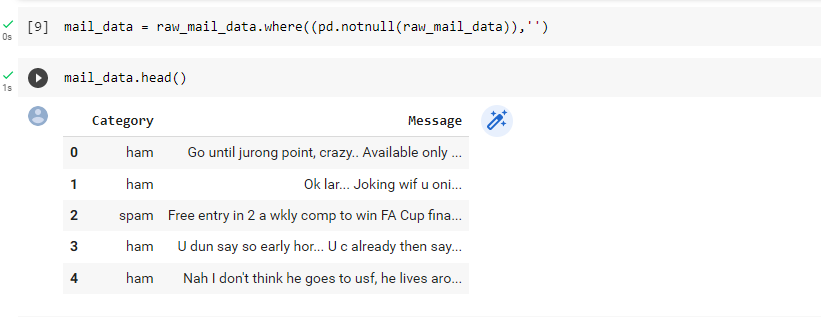 [9] mail_data = raw_mail_data.where((pd.notnull(raw_mail_data)),'')
0s
mail_data.head()
1s
Category Message
0 ham Go until jurong point, crazy.. Available only ...
1 ham Ok lar... Joking wif u oni...
2 spam Free entry in 2 a wkly comp to win FA Cup fina...
3 ham U dun say so early hor... U c already then say...
4 ham Nah I don't think he goes to usf, he lives aro...